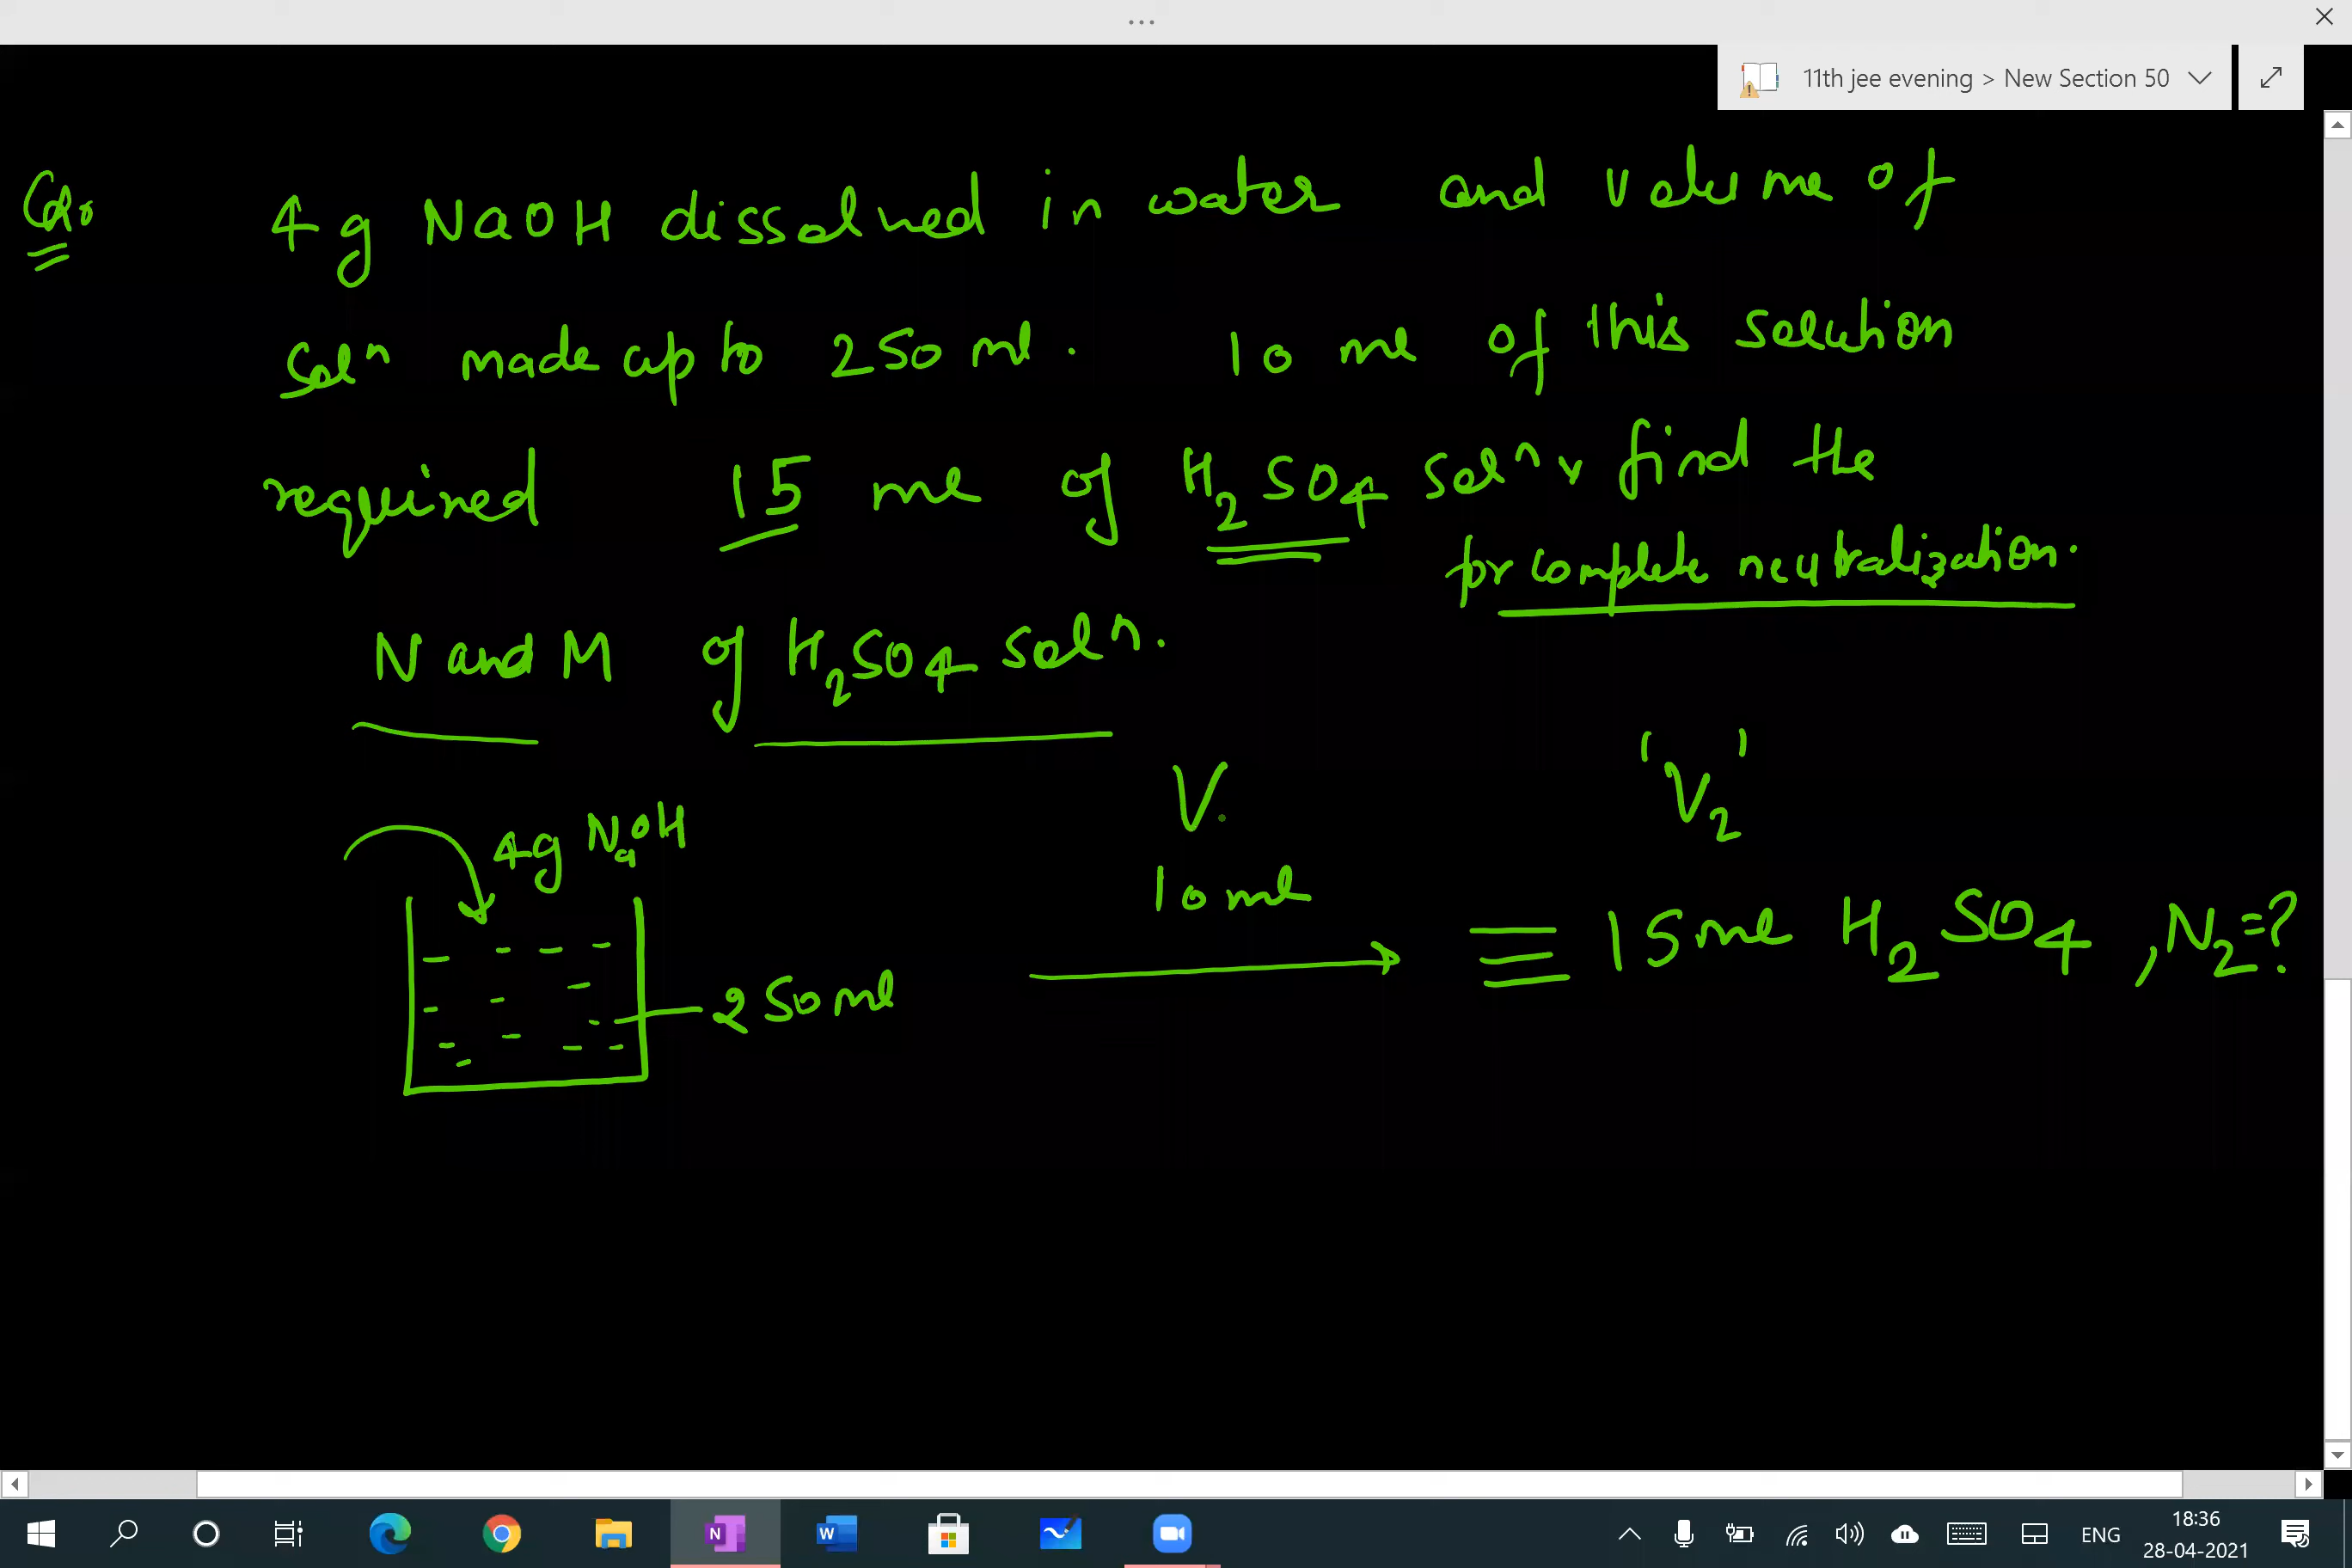 ...
11th jee evening > New Section 50
4 g NaOH dissolved in water and volume of
Solⁿ made up to 250 ml. 10 ml of this solution
required 15 ml of H₂SO₄ Solⁿ, find the
for complete neutralization.
N and M of H₂SO₄ Solⁿ.
V 'V₂'
4g NaOH
10 ml
≡ 15 ml H₂SO₄, N₂=?
250 ml
ENG
18:36
28-04-2021